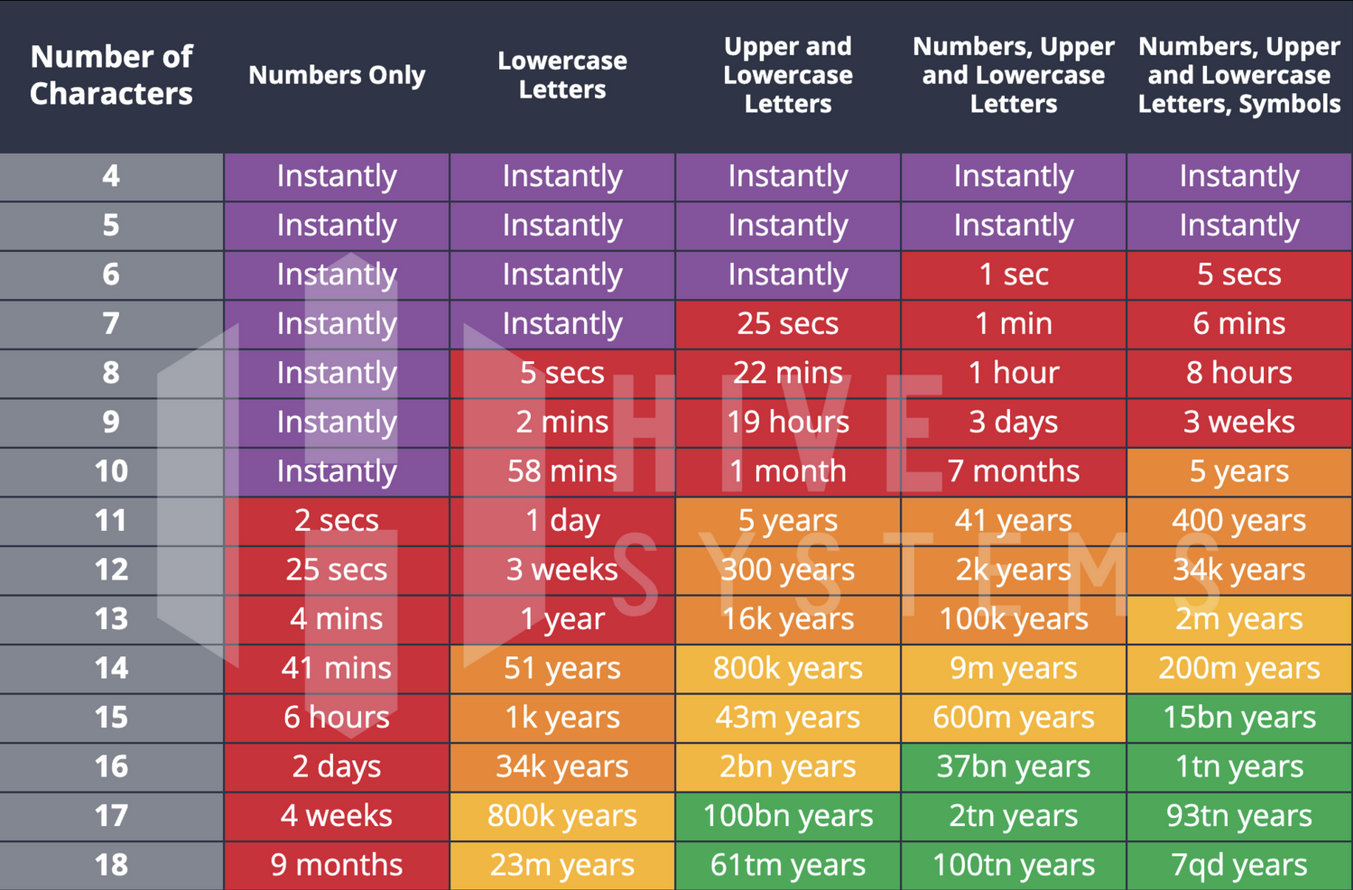 Number of Characters Numbers Only Lowercase Letters Upper and Lowercase Letters Numbers, Upper and Lowercase Letters Numbers, Upper and Lowercase Letters, Symbols
4 Instantly Instantly Instantly Instantly Instantly
5 Instantly Instantly Instantly Instantly Instantly
6 Instantly Instantly Instantly 1 sec 5 secs
7 Instantly Instantly 25 secs 1 min 6 mins
8 Instantly 5 secs 22 mins 1 hour 8 hours
9 Instantly 2 mins 19 hours 3 days 3 weeks
10 Instantly 58 mins 1 month 7 months 5 years
11 2 secs 1 day 5 years 41 years 400 years
12 25 secs 3 weeks 300 years 2k years 34k years
13 4 mins 1 year 16k years 100k years 2m years
14 41 mins 51 years 800k years 9m years 200m years
15 6 hours 1k years 43m years 600m years 15bn years
16 2 days 34k years 2bn years 37bn years 1tn years
17 4 weeks 800k years 100bn years 2tn years 93tn years
18 9 months 23m years 61tm years 100tn years 7qd years
HIVE
SYSTEMS